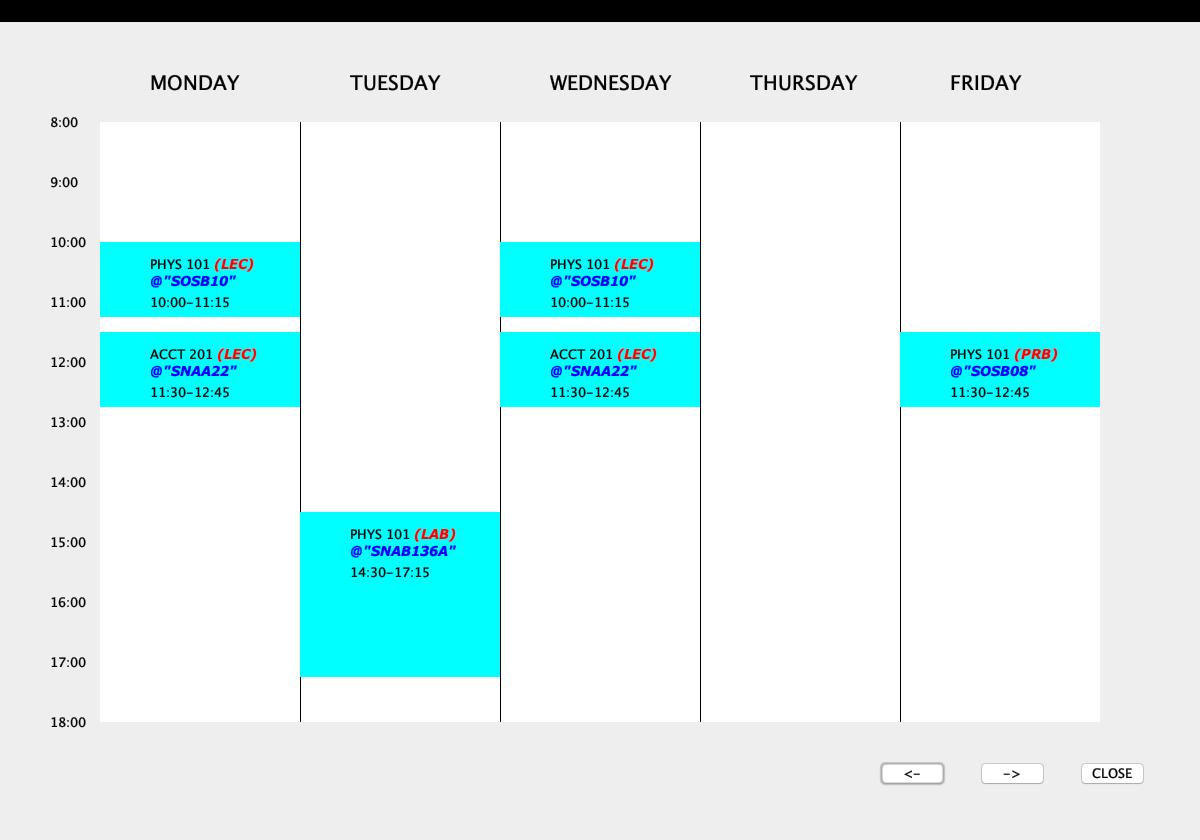 MONDAY TUESDAY WEDNESDAY THURSDAY FRIDAY
8:00
9:00
10:00
PHYS 101 (LEC)
@"SOSB10"
10:00-11:15
PHYS 101 (LEC)
@"SOSB10"
10:00-11:15
11:00
ACCT 201 (LEC)
@"SNAA22"
11:30-12:45
ACCT 201 (LEC)
@"SNAA22"
11:30-12:45
PHYS 101 (PRB)
@"SOSB08"
11:30-12:45
12:00
13:00
14:00
PHYS 101 (LAB)
@"SNAB136A"
14:30-17:15
15:00
16:00
17:00
18:00
<- -> CLOSE